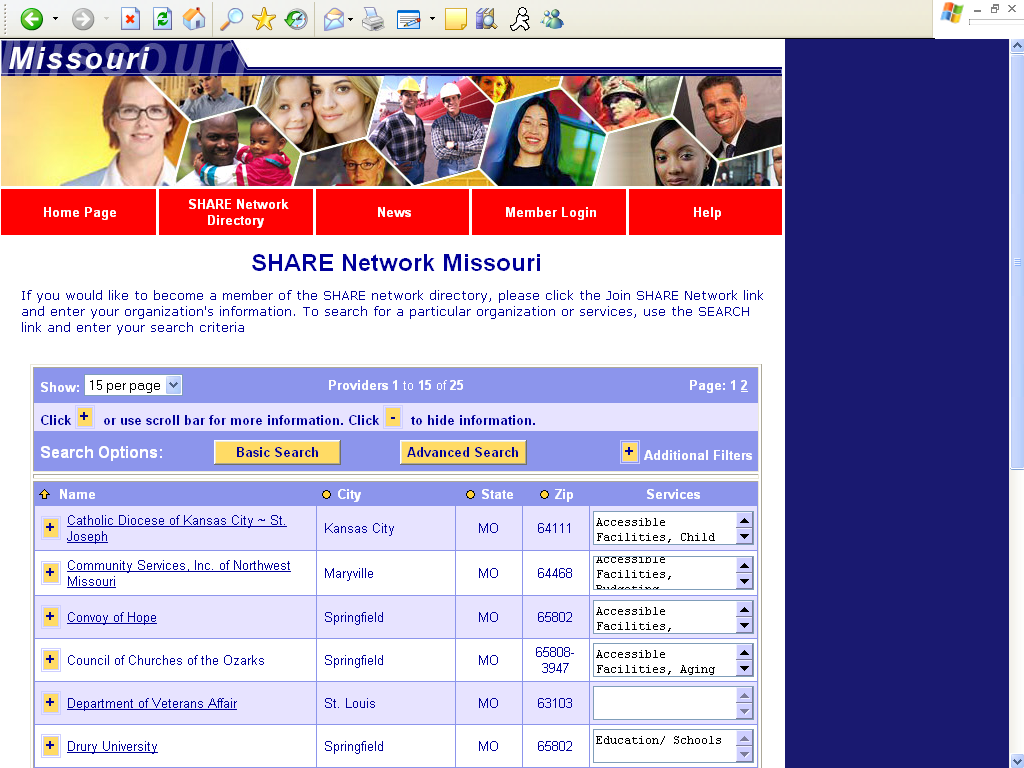 Missouri
Missouri
Home Page
SHARE Network
Directory
News
Member Login
Help
SHARE Network Missouri
If you would like to become a member of the SHARE network directory, please click the Join SHARE Network link
and enter your organization's information. To search for a particular organization or services, use the SEARCH
link and enter your search criteria
Show: 15 per page Providers 1 to 15 of 25 Page: 1 2
Click + or use scroll bar for more information. Click - to hide information.
Search Options: Basic Search Advanced Search + Additional Filters
Name City State Zip Services
+ Catholic Diocese of Kansas City ~ St.
Joseph
Kansas City MO 64111
Accessible
Facilities, Child
+ Community Services, Inc. of Northwest
Missouri
Maryville MO 64468
Accessible
Facilities,
Budgeting
+ Convoy of Hope Springfield MO 65802
Accessible
Facilities,
+ Council of Churches of the Ozarks Springfield MO
65808-
3947
Accessible
Facilities, Aging
+ Department of Veterans Affair St. Louis MO 63103
+ Drury University Springfield MO 65802 Education/ Schools